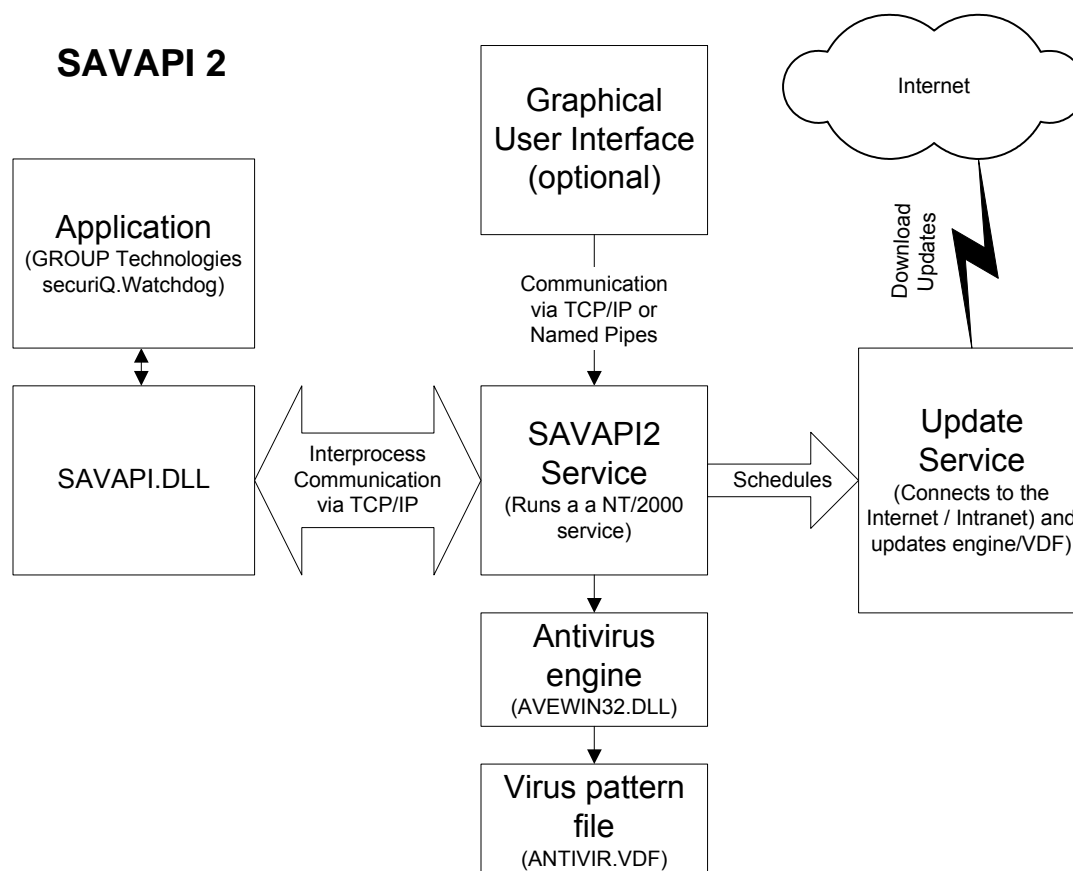 SAVAPI 2
Graphical
User Interface
(optional)
Internet
Application
(GROUP Technologies
securiQ.Watchdog)
Communication
via TCP/IP or
Named Pipes
Download
Updates
SAVAPI.DLL
Interprocess
Communication
via TCP/IP
SAVAPI2
Service
(Runs a a NT/2000
service)
Schedules
Update
Service
(Connects to the
Internet / Intranet) and
updates engine/VDF)
Antivirus
engine
(AVEWIN32.DLL)
Virus pattern
file
(ANTIVIR.VDF)